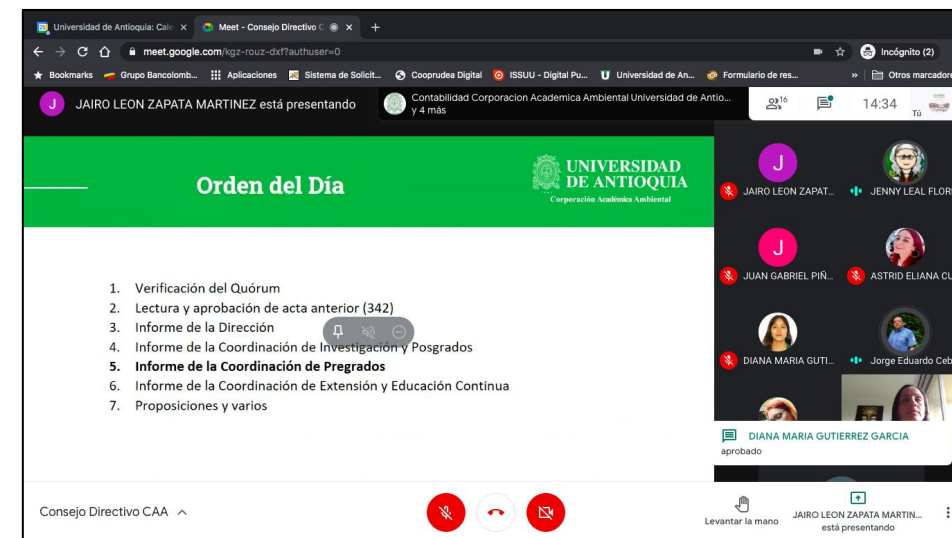 Universidad de Antioquia: Cale
Meet - Consejo Directivo C
meet.google.com/kgz-rouz-dxf?authuser=0
Incógnito (2)
Bookmarks
Grupo Bancolomb...
Aplicaciones
Sistema de Solicit...
Cooprudea Digital
ISSUU - Digital Pu...
Universidad de An...
Formulario de res...
»
Otros marcadore
J
JAIRO LEON ZAPATA MARTINEZ está presentando
Contabilidad Corporacion Academica Ambiental Universidad de Antio...
y 4 más
16
14:34
Tú
Orden del Día
UNIVERSIDAD
DE ANTIOQUIA
Corporación Académica Ambiental
1. Verificación del Quórum
2. Lectura y aprobación de acta anterior (342)
3. Informe de la Dirección
4. Informe de la Coordinación de Investigación y Posgrados
5. Informe de la Coordinación de Pregrados
6. Informe de la Coordinación de Extensión y Educación Continua
7. Proposiciones y varios
J
JAIRO LEON ZAPAT...
JENNY LEAL FLOR
J
JUAN GABRIEL PIÑ...
ASTRID ELIANA CU
DIANA MARIA GUTI...
Jorge Eduardo Ceb
DIANA MARIA GUTIERREZ GARCIA
aprobado
Consejo Directivo CAA
Levantar la mano
JAIRO LEON ZAPATA MARTIN...
está presentando